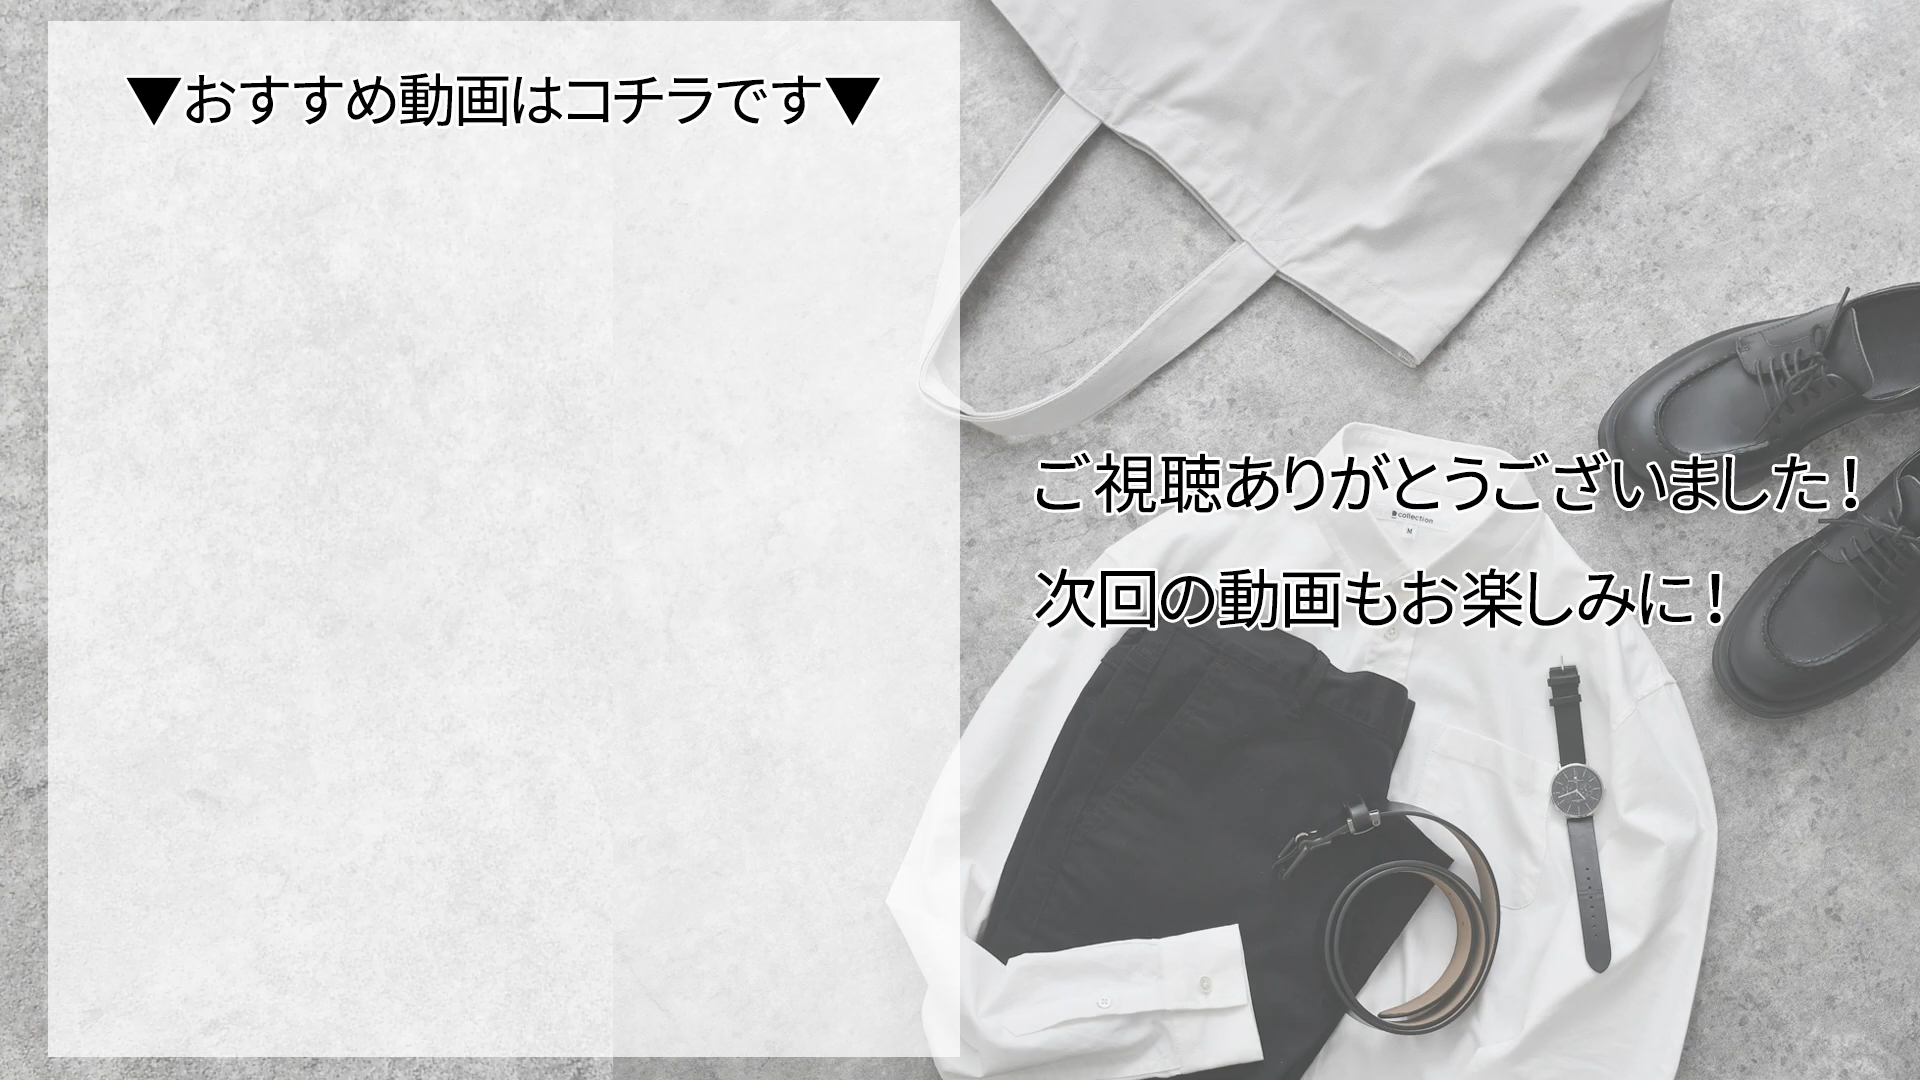 ▼おすすめ動画はコチラです▼
ご視聴ありがとうございました！
次回の動画もお楽しみに！
D collection
M